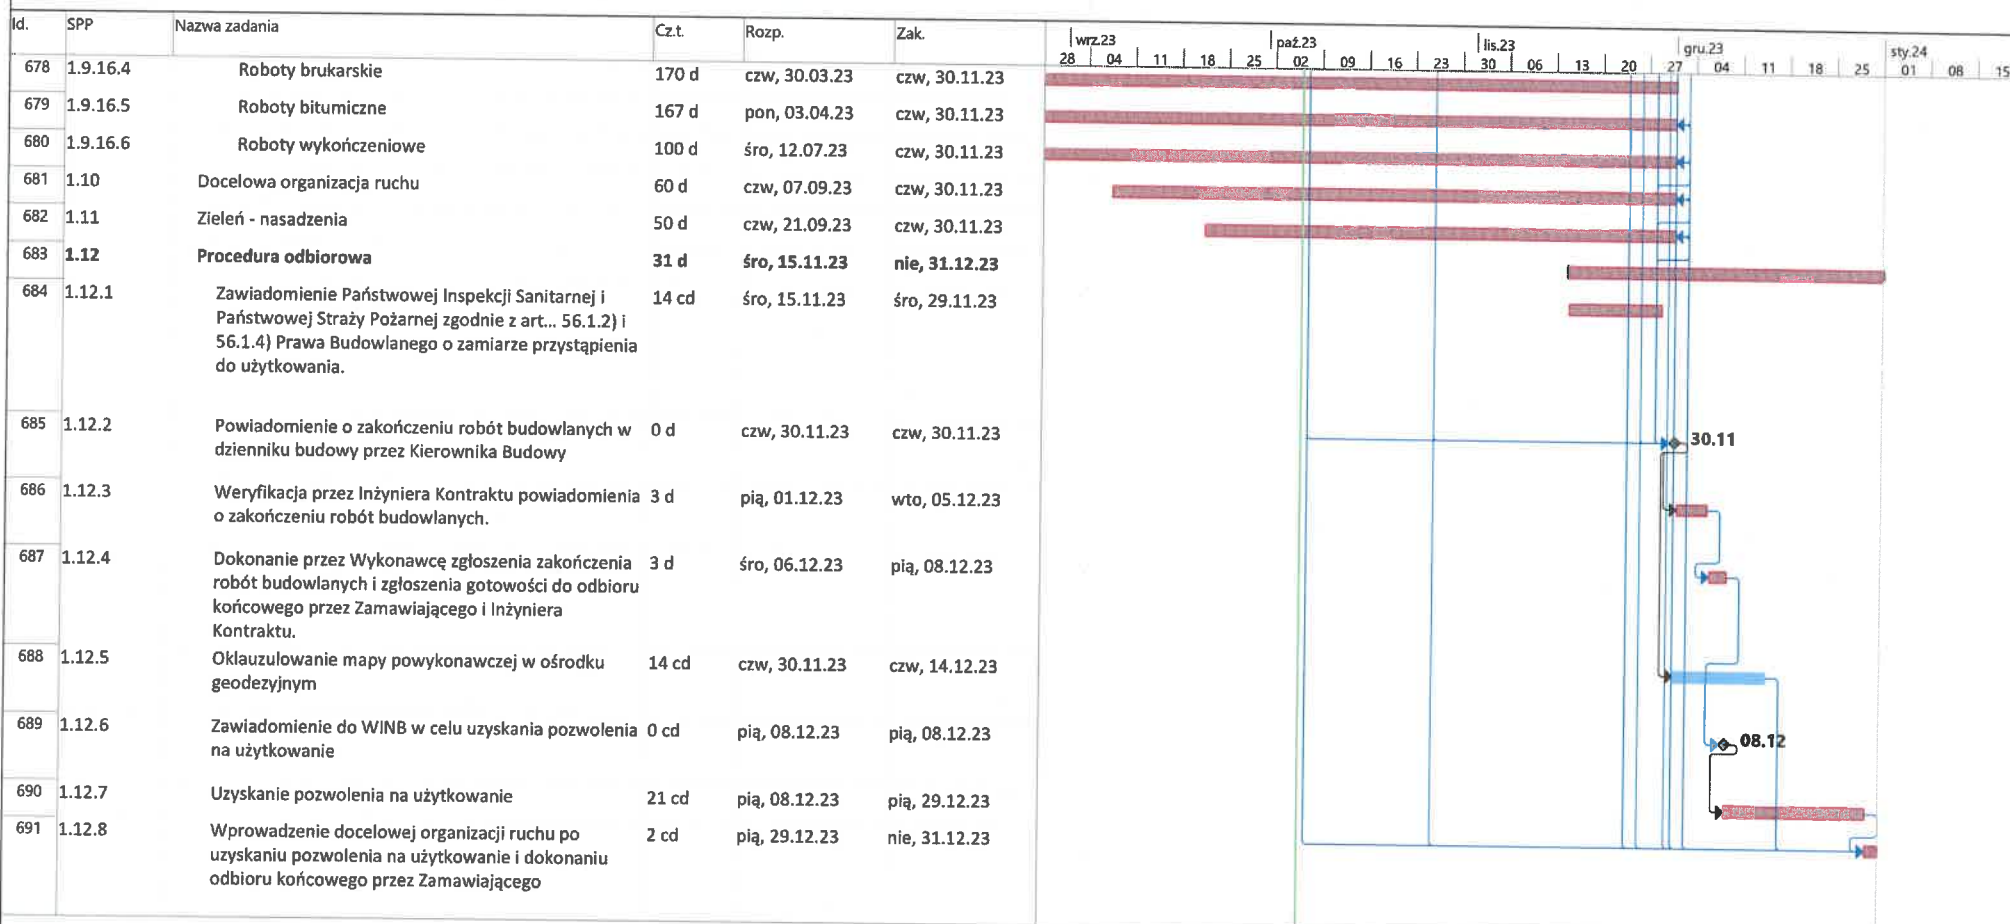 Id. SPP Nazwa zadania Cz.t. Rozp. Zak.
wrz.23 paź.23 lis.23 gru.23 sty.24
28 04 11 18 25 02 09 16 23 30 06 13 20 27 04 11 18 25 01 08 15
678 1.9.16.4 Roboty brukarskie 170 d czw, 30.03.23 czw, 30.11.23
679 1.9.16.5 Roboty bitumiczne 167 d pon, 03.04.23 czw, 30.11.23
680 1.9.16.6 Roboty wykończeniowe 100 d śro, 12.07.23 czw, 30.11.23
681 1.10 Docelowa organizacja ruchu 60 d czw, 07.09.23 czw, 30.11.23
682 1.11 Zieleń - nasadzenia 50 d czw, 21.09.23 czw, 30.11.23
683 1.12 Procedura odbiorowa 31 d śro, 15.11.23 nie, 31.12.23
684 1.12.1 Zawiadomienie Państwowej Inspekcji Sanitarnej i 14 cd śro, 15.11.23 śro, 29.11.23
Państwowej Straży Pożarnej zgodnie z art... 56.1.2) i
56.1.4) Prawa Budowlanego o zamiarze przystąpienia
do użytkowania.
685 1.12.2 Powiadomienie o zakończeniu robót budowlanych w 0 d czw, 30.11.23 czw, 30.11.23 30.11
dzienniku budowy przez Kierownika Budowy
686 1.12.3 Weryfikacja przez Inżyniera Kontraktu powiadomienia 3 d pią, 01.12.23 wto, 05.12.23
o zakończeniu robót budowlanych.
687 1.12.4 Dokonanie przez Wykonawcę zgłoszenia zakończenia 3 d śro, 06.12.23 pią, 08.12.23
robót budowlanych i zgłoszenia gotowości do odbioru
końcowego przez Zamawiającego i Inżyniera
Kontraktu.
688 1.12.5 Oklauzulowanie mapy powykonawczej w ośrodku 14 cd czw, 30.11.23 czw, 14.12.23
geodezyjnym
689 1.12.6 Zawiadomienie do WINB w celu uzyskania pozwolenia 0 cd pią, 08.12.23 pią, 08.12.23 08.12
na użytkowanie
690 1.12.7 Uzyskanie pozwolenia na użytkowanie 21 cd pią, 08.12.23 pią, 29.12.23
691 1.12.8 Wprowadzenie docelowej organizacji ruchu po 2 cd pią, 29.12.23 nie, 31.12.23
uzyskaniu pozwolenia na użytkowanie i dokonaniu
odbioru końcowego przez Zamawiającego